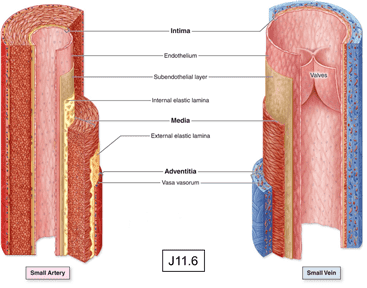 Intima
Endothelium
Subendothelial layer
Valves
Internal elastic lamina
Media
External elastic lamina
Adventitia
Vasa vasorum
J11.6
Small Artery
Small Vein